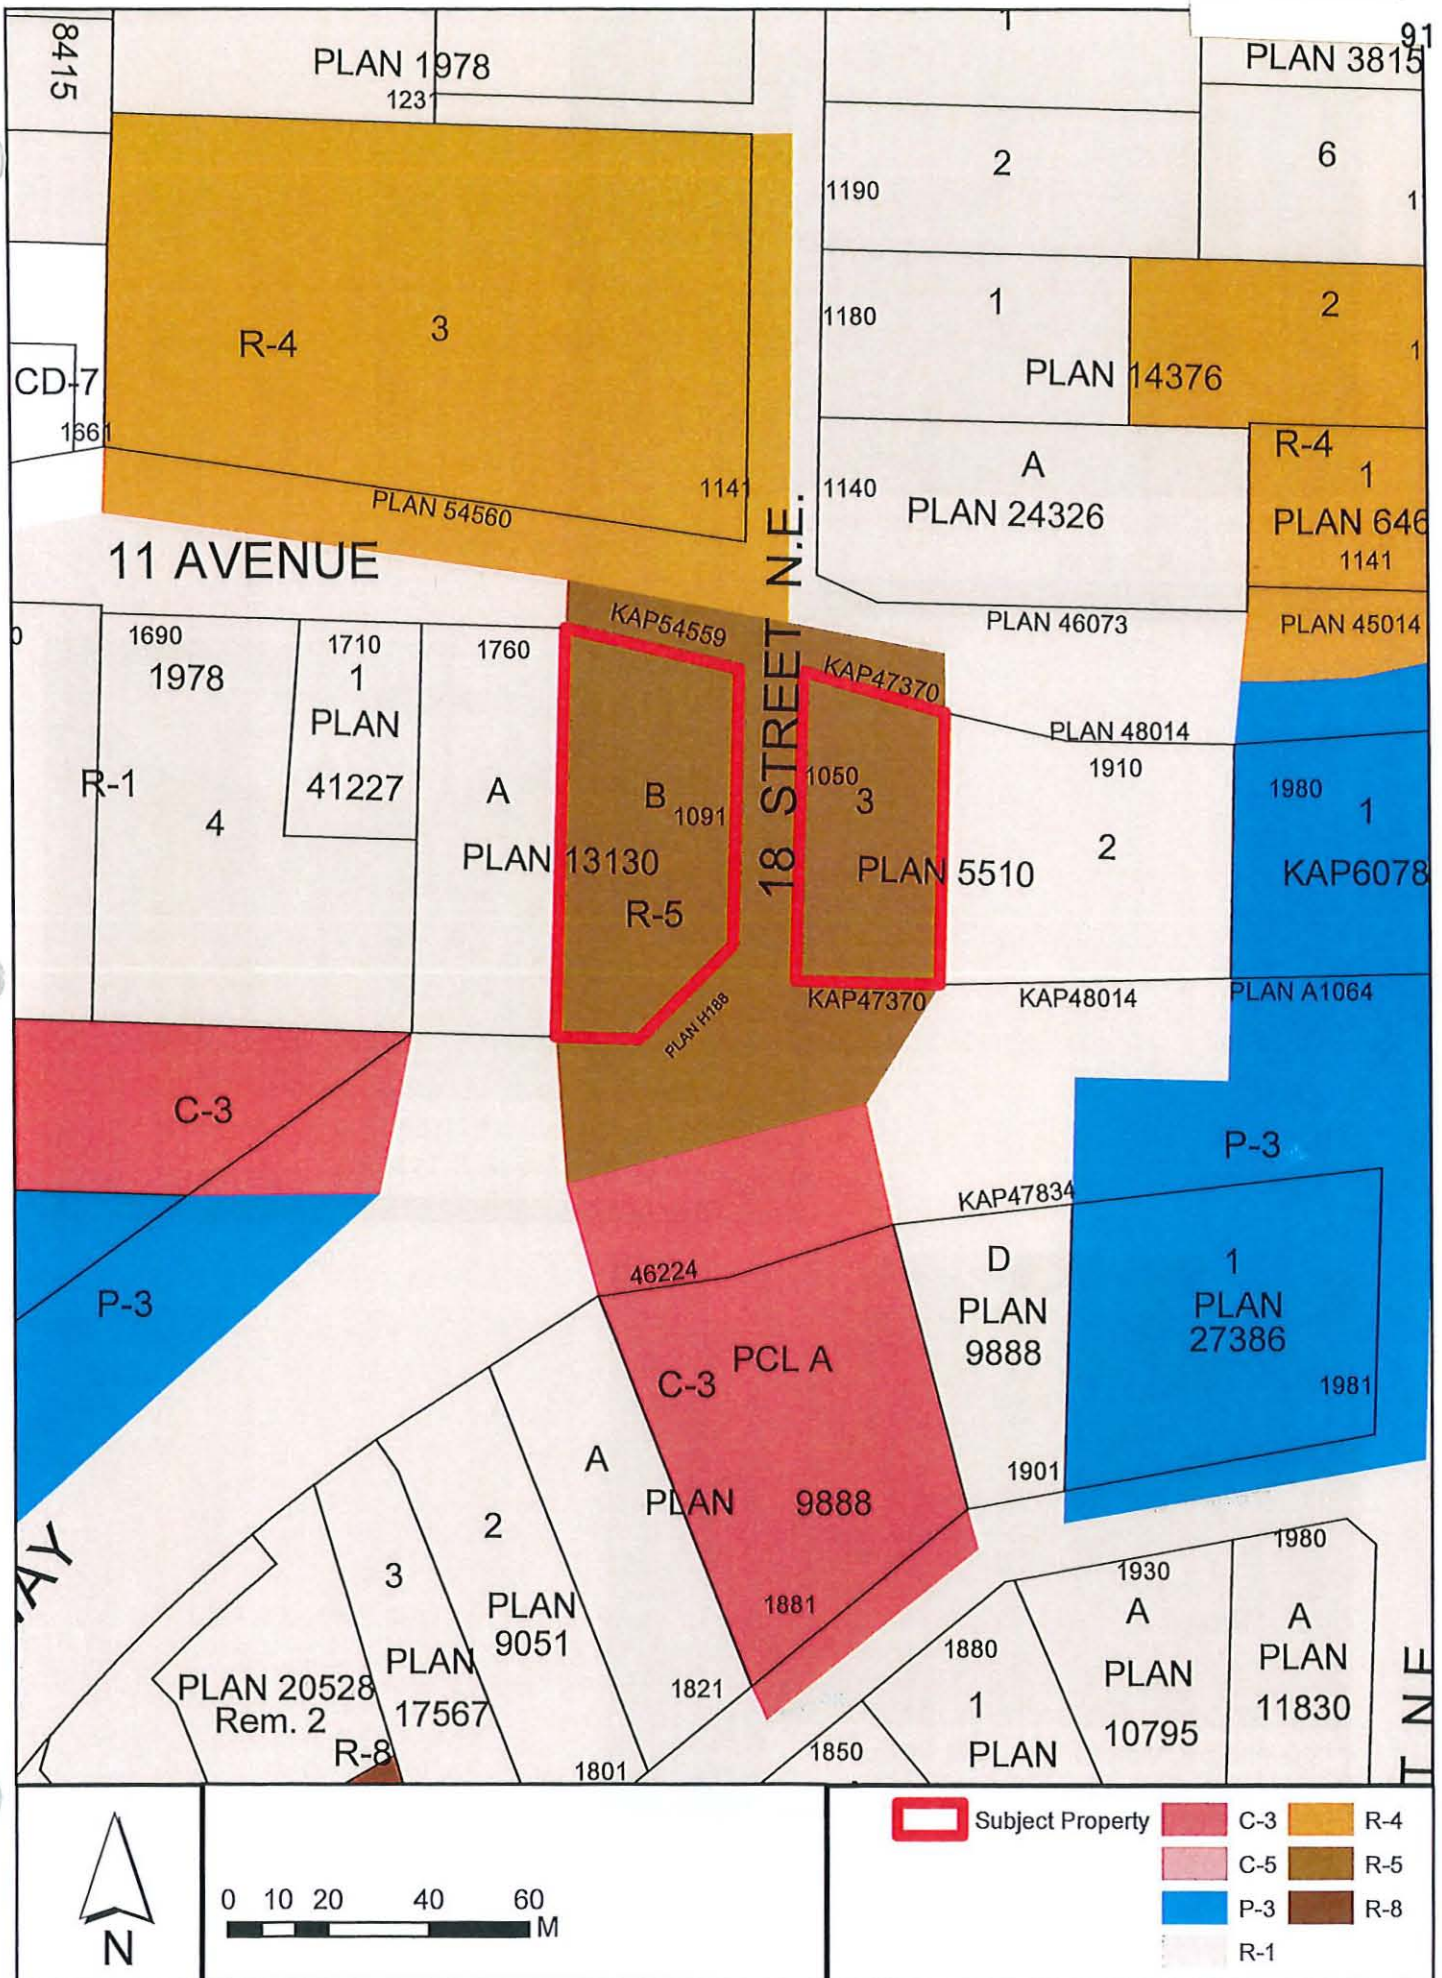 91
8415
PLAN 1978
1231
PLAN 3815
2
6
1190
1
2
1180
R-4
3
PLAN 14376
CD-7
1661
R-4
A
1
1141
1140
PLAN 54560
PLAN 24326
PLAN 646
1141
11 AVENUE
18 STREET N.E.
KAP54559
PLAN 46073
PLAN 45014
1690
1978
1710
1
PLAN
41227
1760
KAP47370
PLAN 48014
1910
R-1
4
A
B
1091
1050
3
1980
1
2
PLAN 13130
PLAN 5510
KAP6078
R-5
PLAN H188
KAP47370
KAP48014
PLAN A1064
C-3
P-3
KAP47834
46224
P-3
D
PLAN
9888
1
PLAN
27386
1981
C-3
PCL A
1901
A
PLAN 9888
2
3
1980
1930
1881
PLAN
9051
A
A
PLAN
17567
1880
PLAN
10795
PLAN
11830
PLAN 20528
Rem. 2
1821
1
PLAN
R-8
1801
1850
T NE
N
0 10 20 40 60
M
Subject Property
C-3
R-4
C-5
R-5
P-3
R-8
R-1